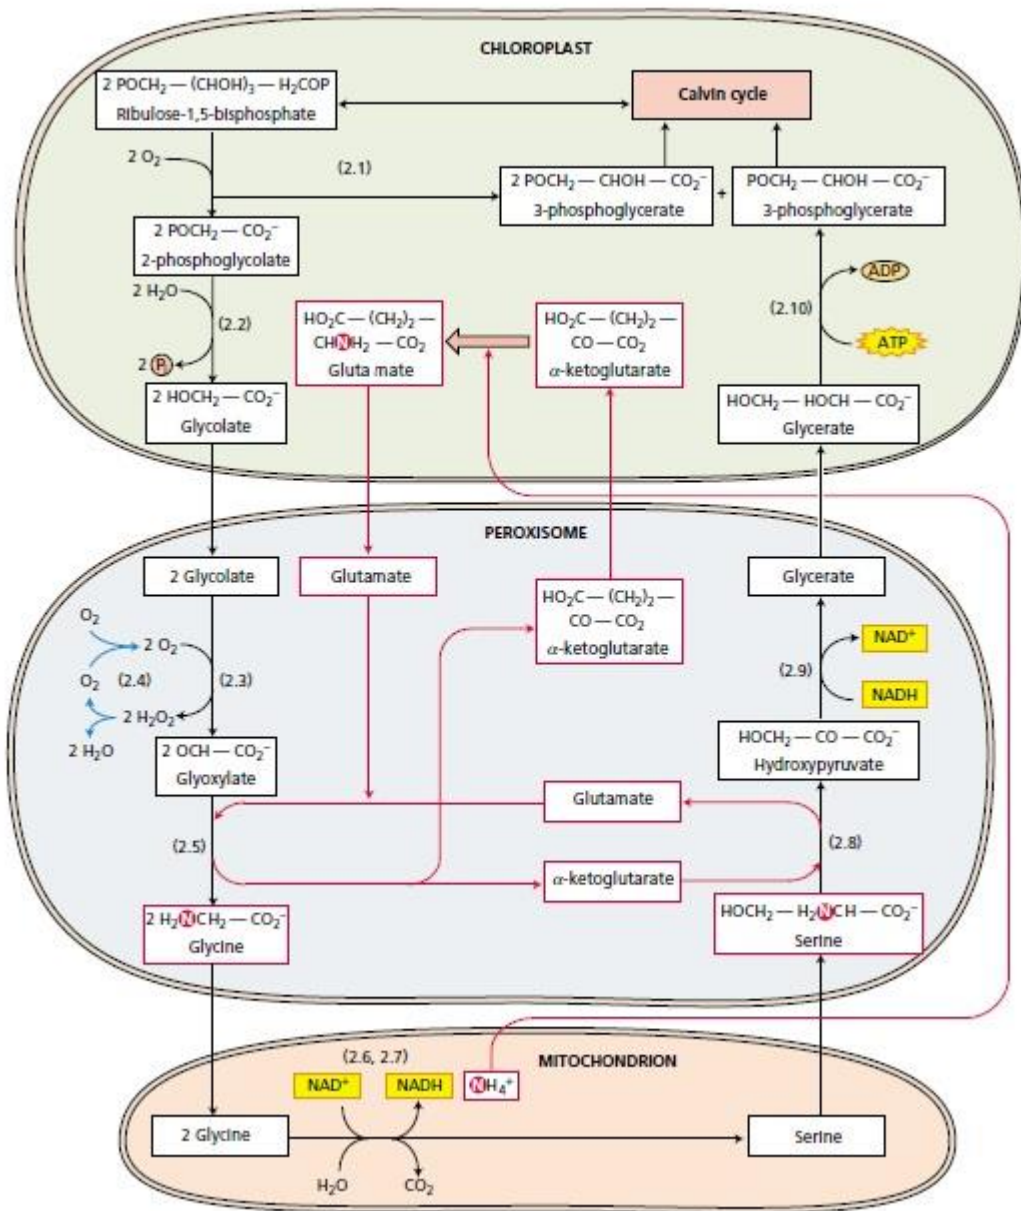 CHLOROPLAST
2 POCH₂ — (CHOH)₃ — H₂COP
Ribulose-1,5-bisphosphate
Calvin cycle
2 O₂
(2.1)
2 POCH₂ — CHOH — CO₂⁻
3-phosphoglycerate
+
POCH₂ — CHOH — CO₂⁻
3-phosphoglycerate
2 POCH₂ — CO₂⁻
2-phosphoglycolate
2 H₂O
(2.2)
2 Pᵢ
HO₂C — (CH₂)₂ —
CHNH₂ — CO₂
Gluta mate
HO₂C — (CH₂)₂ —
CO — CO₂
α-ketoglutarate
ADP
(2.10)
ATP
2 HOCH₂ — CO₂⁻
Glycolate
HOCH₂ — HOCH — CO₂⁻
Glycerate
PEROXISOME
2 Glycolate
Glutamate
HO₂C — (CH₂)₂ —
CO — CO₂
α-ketoglutarate
Glycerate
O₂
2 O₂
O₂
(2.4)
(2.3)
2 H₂O₂
2 H₂O
NAD⁺
(2.9)
NADH
2 OCH — CO₂⁻
Glyoxylate
HOCH₂ — CO — CO₂⁻
Hydroxypyruvate
Glutamate
(2.5)
(2.8)
α-ketoglutarate
2 H₂NCH₂ — CO₂⁻
Glycine
HOCH₂ — H₂NCH — CO₂⁻
Serine
MITOCHONDRION
(2.6, 2.7)
NAD⁺
NADH
NH₄⁺
2 Glycine
Serine
H₂O
CO₂